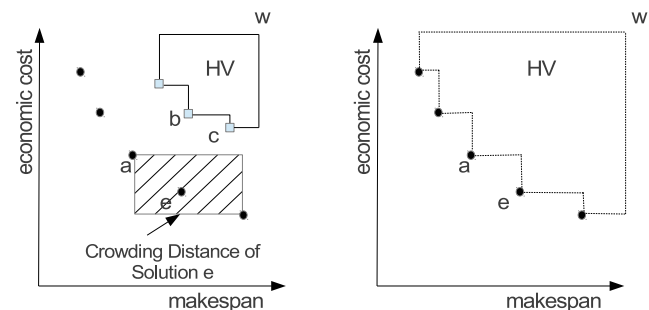 w
HV
economic cost
b
c
a
e
Crowding Distance of
Solution e
makespan
w
HV
economic cost
a
e
makespan